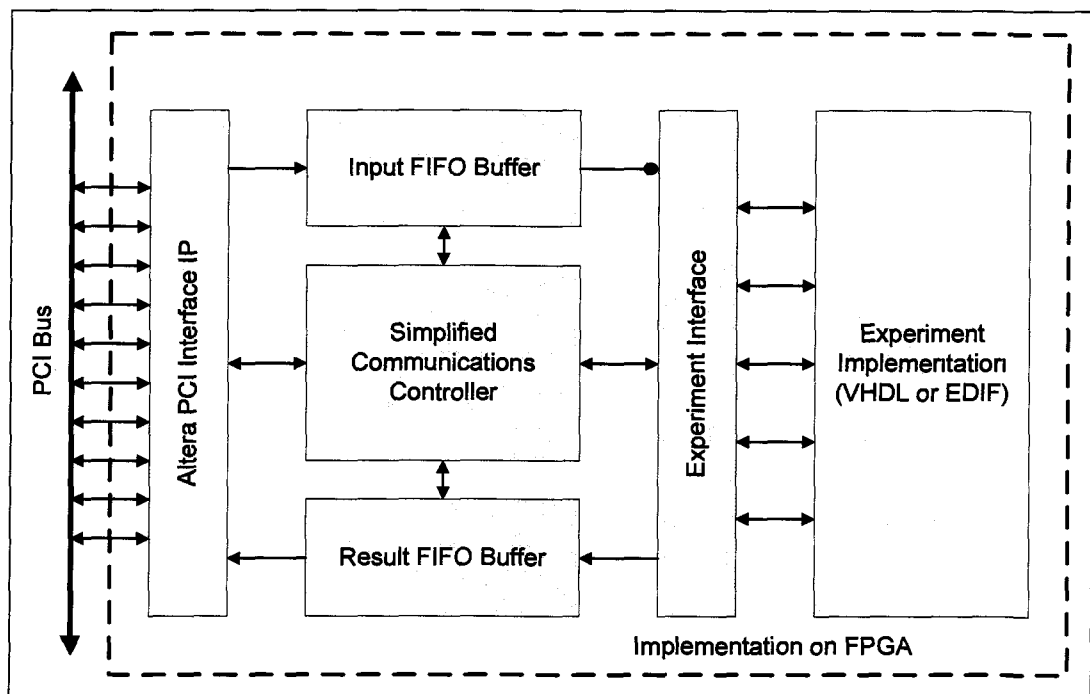 PCI Bus
Altera PCI Interface IP
Input FIFO Buffer
Simplified
Communications
Controller
Result FIFO Buffer
Experiment Interface
Experiment
Implementation
(VHDL or EDIF)
Implementation on FPGA